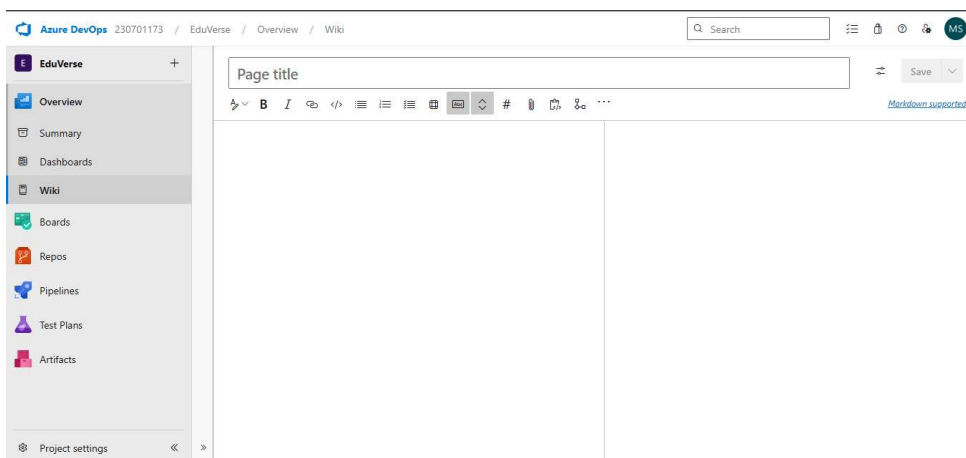 Azure DevOps 230701173 / EduVerse / Overview / Wiki
Search
MS
E EduVerse +
Overview
Summary
Dashboards
Wiki
Boards
Repos
Pipelines
Test Plans
Artifacts
Project settings
Page title
Save
B I </> Abc # ...
Markdown supported